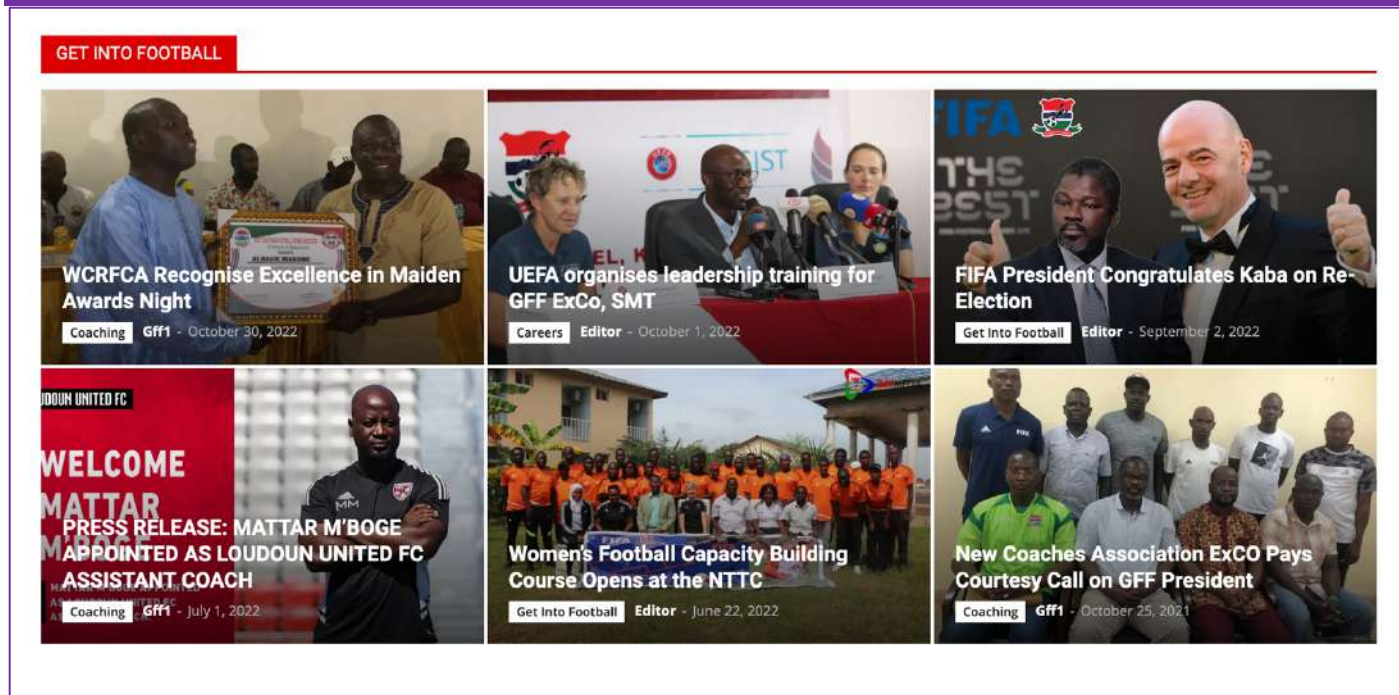 GET INTO FOOTBALL
WCRFCA Recognise Excellence in Maiden
Awards Night
Coaching Gff1 - October 30, 2022
UEFA organises leadership training for
GFF ExCo, SMT
Careers Editor - October 1, 2022
FIFA
THE
BEST
FIFA President Congratulates Kaba on Re-
Election
Get Into Football Editor - September 2, 2022
LOUDOUN UNITED FC
WELCOME
MATTAR
MM
PRESS RELEASE: MATTAR M'BOGE
APPOINTED AS LOUDOUN UNITED FC
ASSISTANT COACH
Coaching Gff1 - July 1, 2022
FIFA
Women's Football Capacity Building
Course Opens at the NTTC
Get Into Football Editor - June 22, 2022
FIFA
New Coaches Association ExCO Pays
Courtesy Call on GFF President
Coaching Gff1 - October 25, 2021